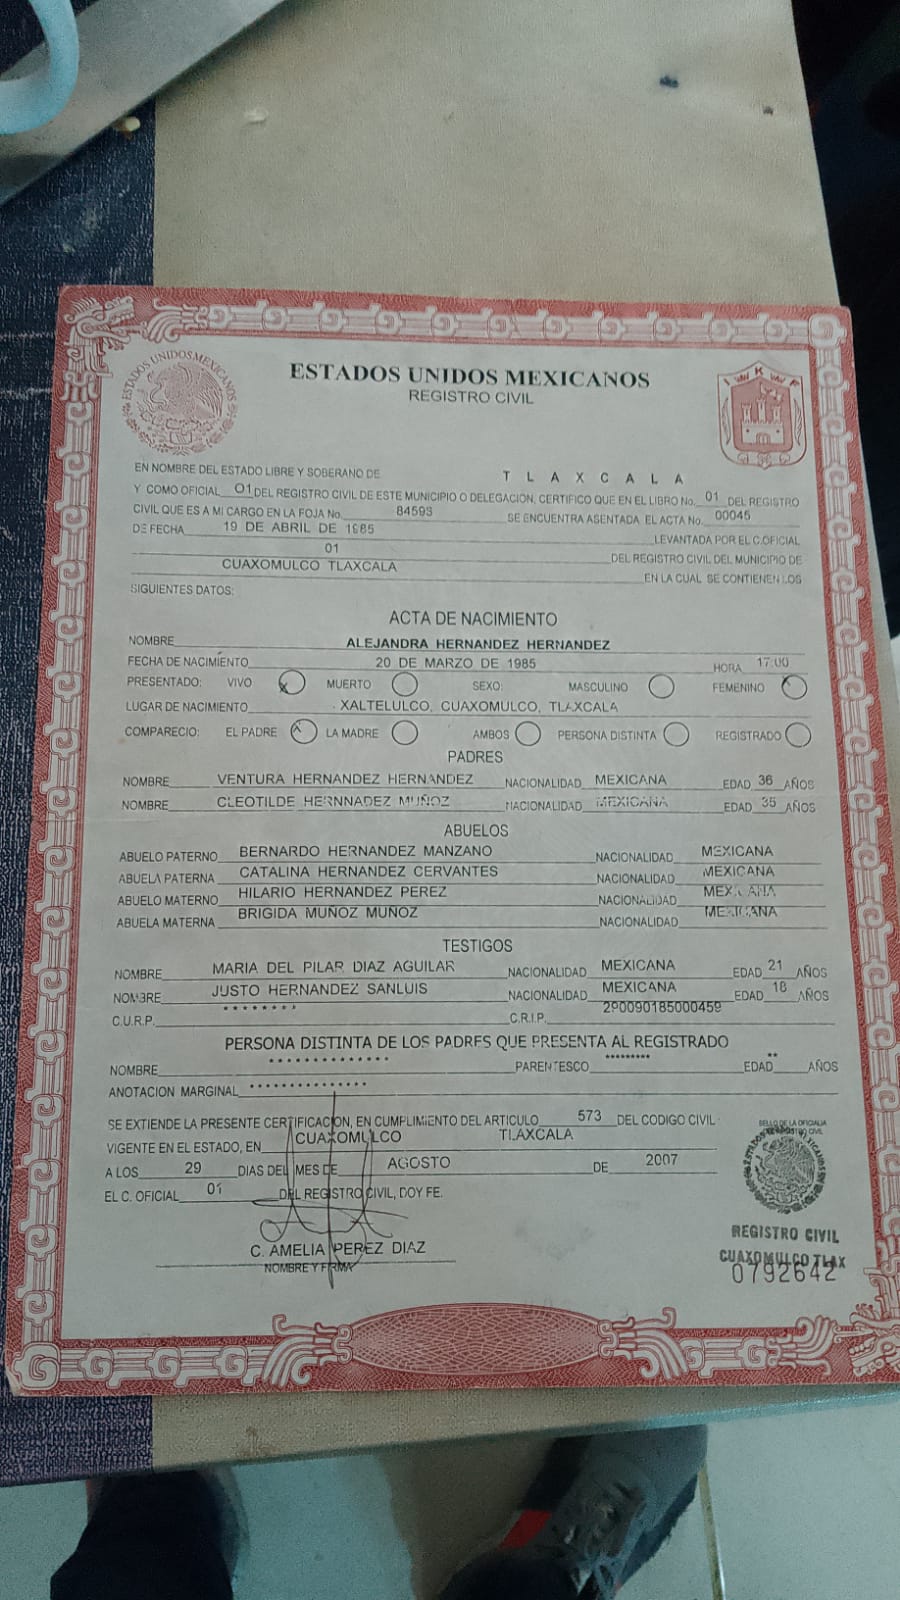 ESTADOS UNIDOS MEXICANOS
ESTADOS UNIDOS MEXICANOS
REGISTRO CIVIL
EN NOMBRE DEL ESTADO LIBRE Y SOBERANO DE TLAXCALA
Y COMO OFICIAL 01 DEL REGISTRO CIVIL DE ESTE MUNICIPIO O DELEGACION, CERTIFICO QUE EN EL LIBRO No. 01 DEL REGISTRO
CIVIL QUE ES A MI CARGO EN LA FOJA No. 84593 SE ENCUENTRA ASENTADA EL ACTA No. 00045
DE FECHA 19 DE ABRIL DE 1985 LEVANTADA POR EL C.OFICIAL
01 DEL REGISTRO CIVIL DEL MUNICIPIO DE
CUAXOMULCO TLAXCALA EN LA CUAL SE CONTIENEN LOS
SIGUIENTES DATOS:
ACTA DE NACIMIENTO
NOMBRE ALEJANDRA HERNANDEZ HERNANDEZ
FECHA DE NACIMIENTO 20 DE MARZO DE 1985 HORA 17:00
PRESENTADO: VIVO X MUERTO SEXO: MASCULINO FEMENINO X
LUGAR DE NACIMIENTO XALTELULCO, CUAXOMULCO, TLAXCALA
COMPARECIO: EL PADRE X LA MADRE AMBOS PERSONA DISTINTA REGISTRADO
PADRES
NOMBRE VENTURA HERNANDEZ HERNANDEZ NACIONALIDAD MEXICANA EDAD 36 AÑOS
NOMBRE CLEOTILDE HERNNADEZ MUÑOZ NACIONALIDAD MEXICANA EDAD 35 AÑOS
ABUELOS
ABUELO PATERNO BERNARDO HERNANDEZ MANZANO NACIONALIDAD MEXICANA
ABUELA PATERNA CATALINA HERNANDEZ CERVANTES NACIONALIDAD MEXICANA
ABUELO MATERNO HILARIO HERNANDEZ PEREZ NACIONALIDAD MEXICANA
ABUELA MATERNA BRIGIDA MUÑOZ MUÑOZ NACIONALIDAD MEXICANA
TESTIGOS
NOMBRE MARIA DEL PILAR DIAZ AGUILAR NACIONALIDAD MEXICANA EDAD 21 AÑOS
NOMBRE JUSTO HERNANDEZ SANLUIS NACIONALIDAD MEXICANA EDAD 18 AÑOS
C.U.R.P. ******** C.R.I.P. 290090185000459
PERSONA DISTINTA DE LOS PADRES QUE PRESENTA AL REGISTRADO
NOMBRE ************** PARENTESCO ********* EDAD ** AÑOS
ANOTACION MARGINAL ***************
SE EXTIENDE LA PRESENTE CERTIFICACION, EN CUMPLIMIENTO DEL ARTICULO 573 DEL CODIGO CIVIL
VIGENTE EN EL ESTADO, EN CUAXOMULCO TLAXCALA
A LOS 29 DIAS DEL MES DE AGOSTO DE 2007
EL C. OFICIAL 01 DEL REGISTRO CIVIL, DOY FE.
C. AMELIA PEREZ DIAZ
NOMBRE Y FIRMA
SELLO DE LA OFICIALIA
REGISTRO CIVIL
CUAXOMULCO TLAX
0792642